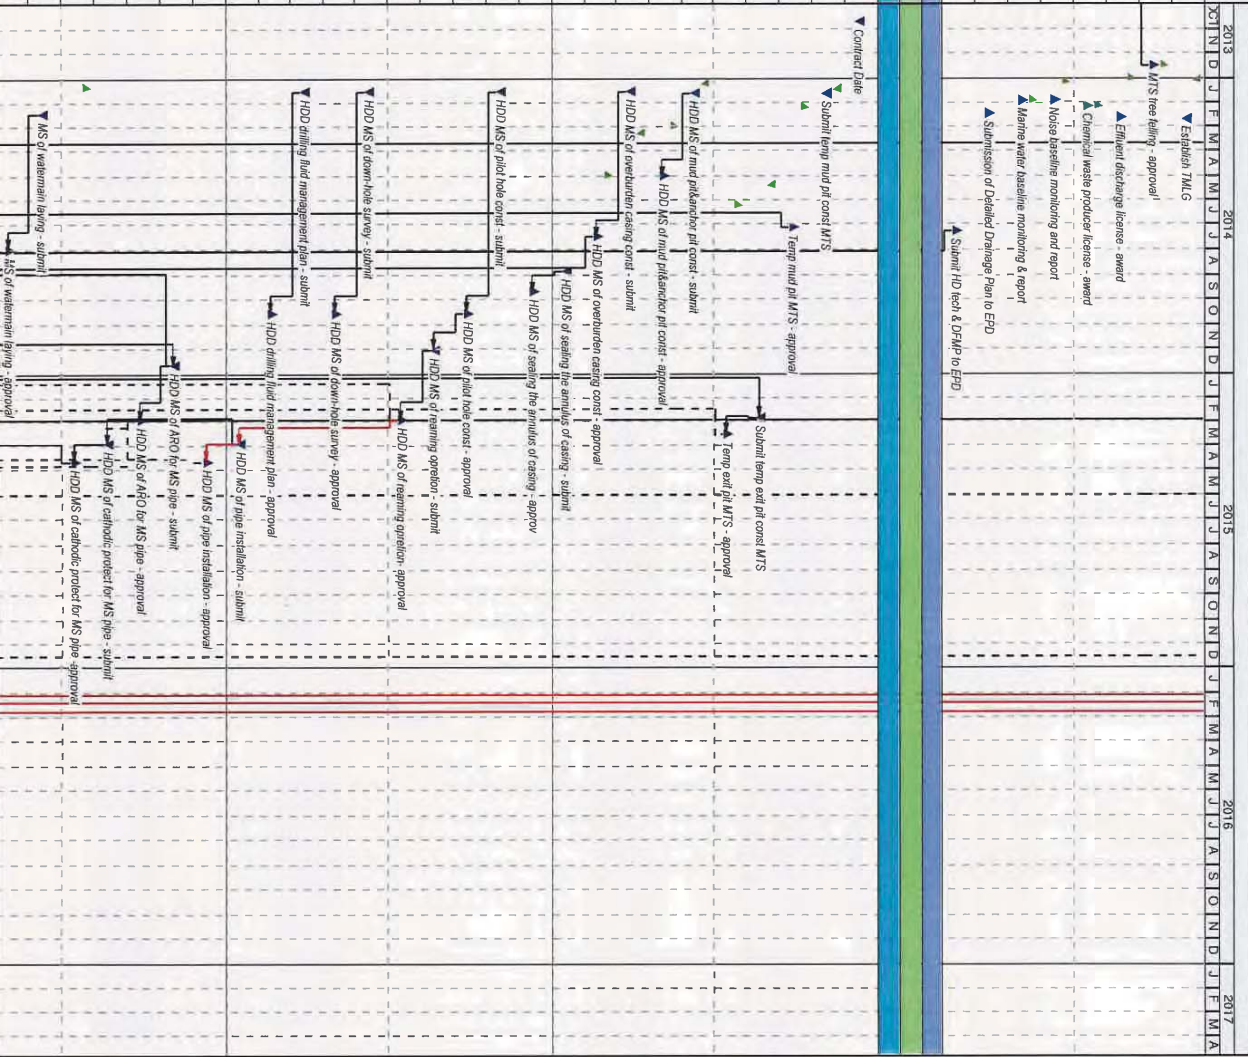 2013
2014
2015
2016
2017
OCT N D J F M A M J J A S O N D J F M A M J J A S O N D J F M A M J J A S O N D J F M A
Establish TMLG
MTS tree felling - approval
Effluent discharge license - award
Chemical waste producer license - award
Noise baseline monitoring and report
Marine water baseline monitoring & report
Submission of Detailed Drainage Plan to EPD
Submit HD tech & DFMP to EPD
Contract Date
Submit temp mud pit const MTS
Temp mud pit MTS - approval
Submit temp exit pit const MTS
Temp exit pit MTS - approval
HDD MS of mud pit&anchor pit const - submit
HDD MS of mud pit&anchor pit const - approval
HDD MS of overburden casing const - submit
HDD MS of overburden casing const - approval
HDD MS of sealing the annulus of casing - submit
HDD MS of sealing the annulus of casing - approv
HDD MS of pilot hole const - submit
HDD MS of pilot hole const - approval
HDD MS of reaming opretion - submit
HDD MS of reaming opretion- approval
HDD MS of down-hole survey - submit
HDD MS of down-hole survey - approval
HDD drilling fluid management plan - submit
HDD drilling fluid management plan - approval
HDD MS of pipe installation - submit
HDD MS of pipe installation - approval
HDD MS of ARO for MS pipe - submit
HDD MS of ARO for MS pipe - approval
HDD MS of cathodic protect for MS pipe - submit
HDD MS of cathodic protect for MS pipe -approval
MS of watermain laying - submit
MS of watermain laying - approval